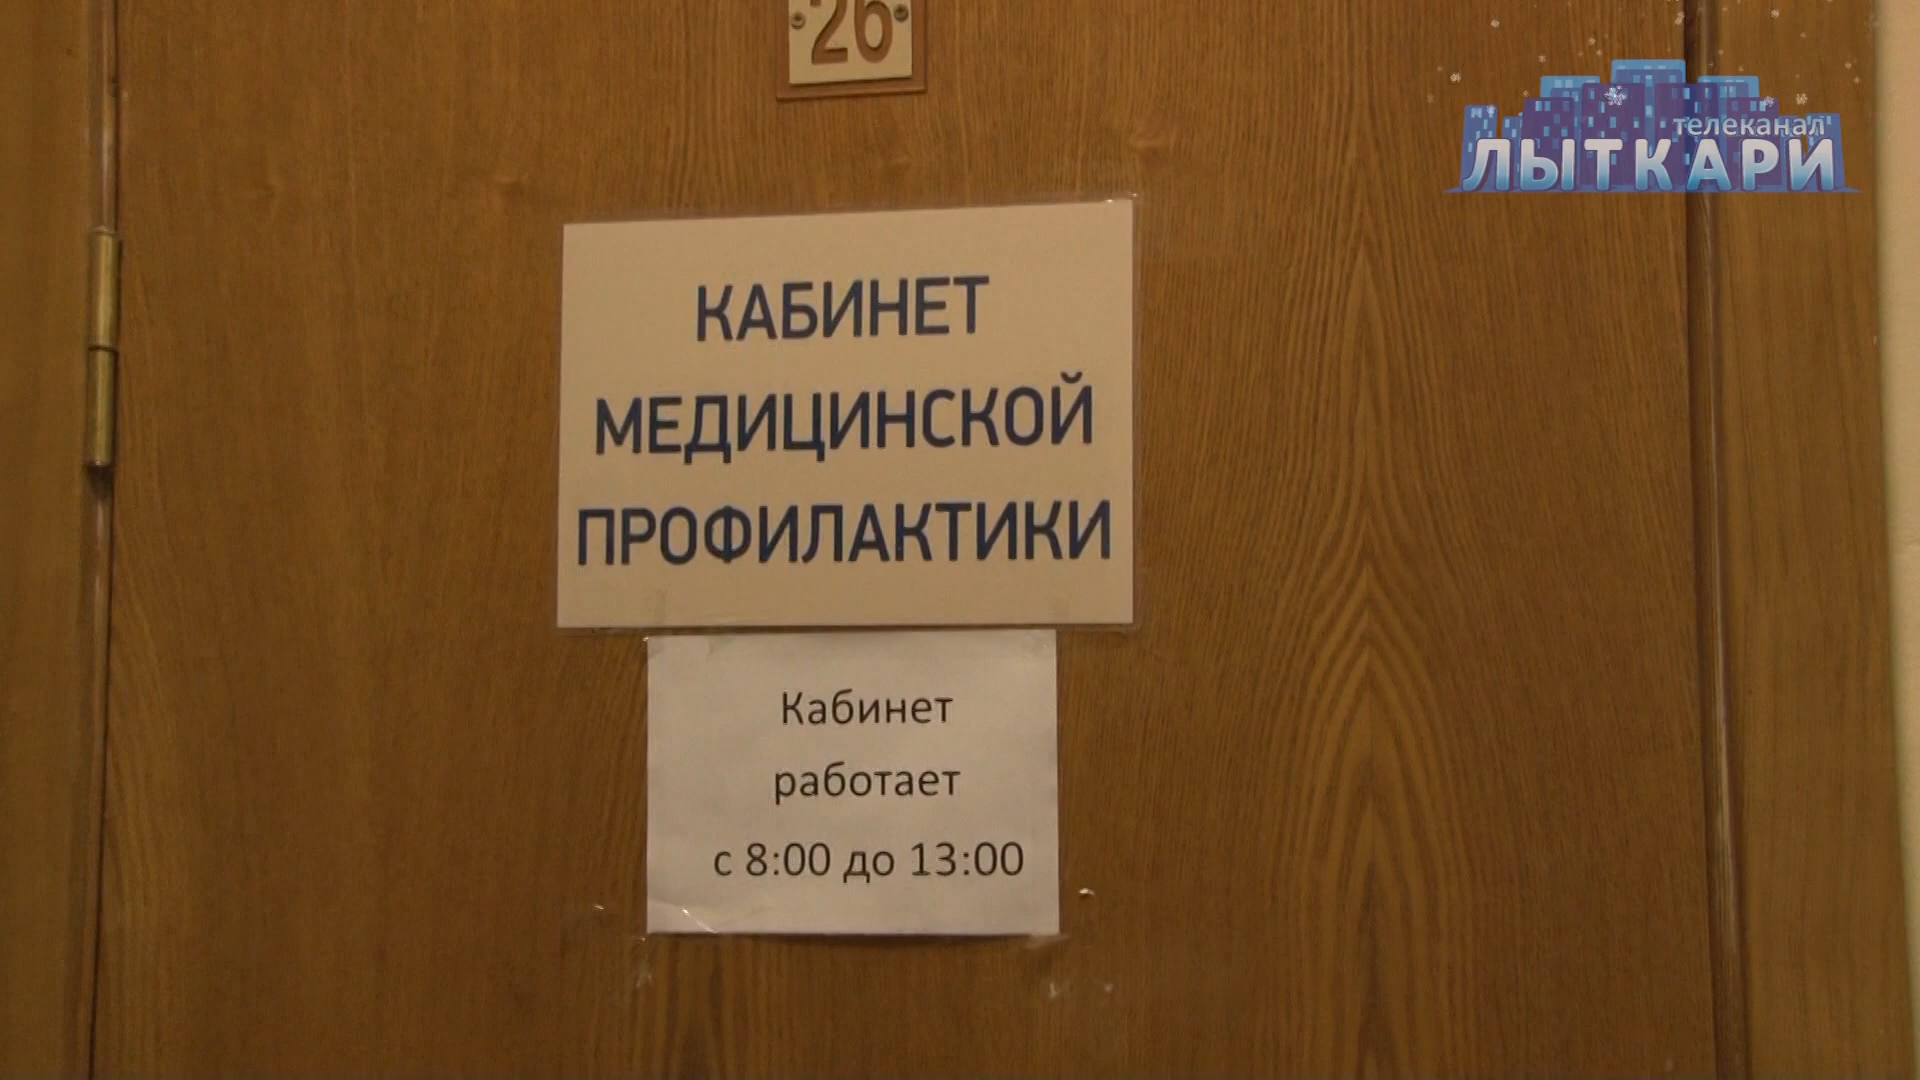 26
телеканал
ЛЫТКАРИ
КАБИНЕТ
МЕДИЦИНСКОЙ
ПРОФИЛАКТИКИ
Кабинет
работает
с 8:00 до 13:00